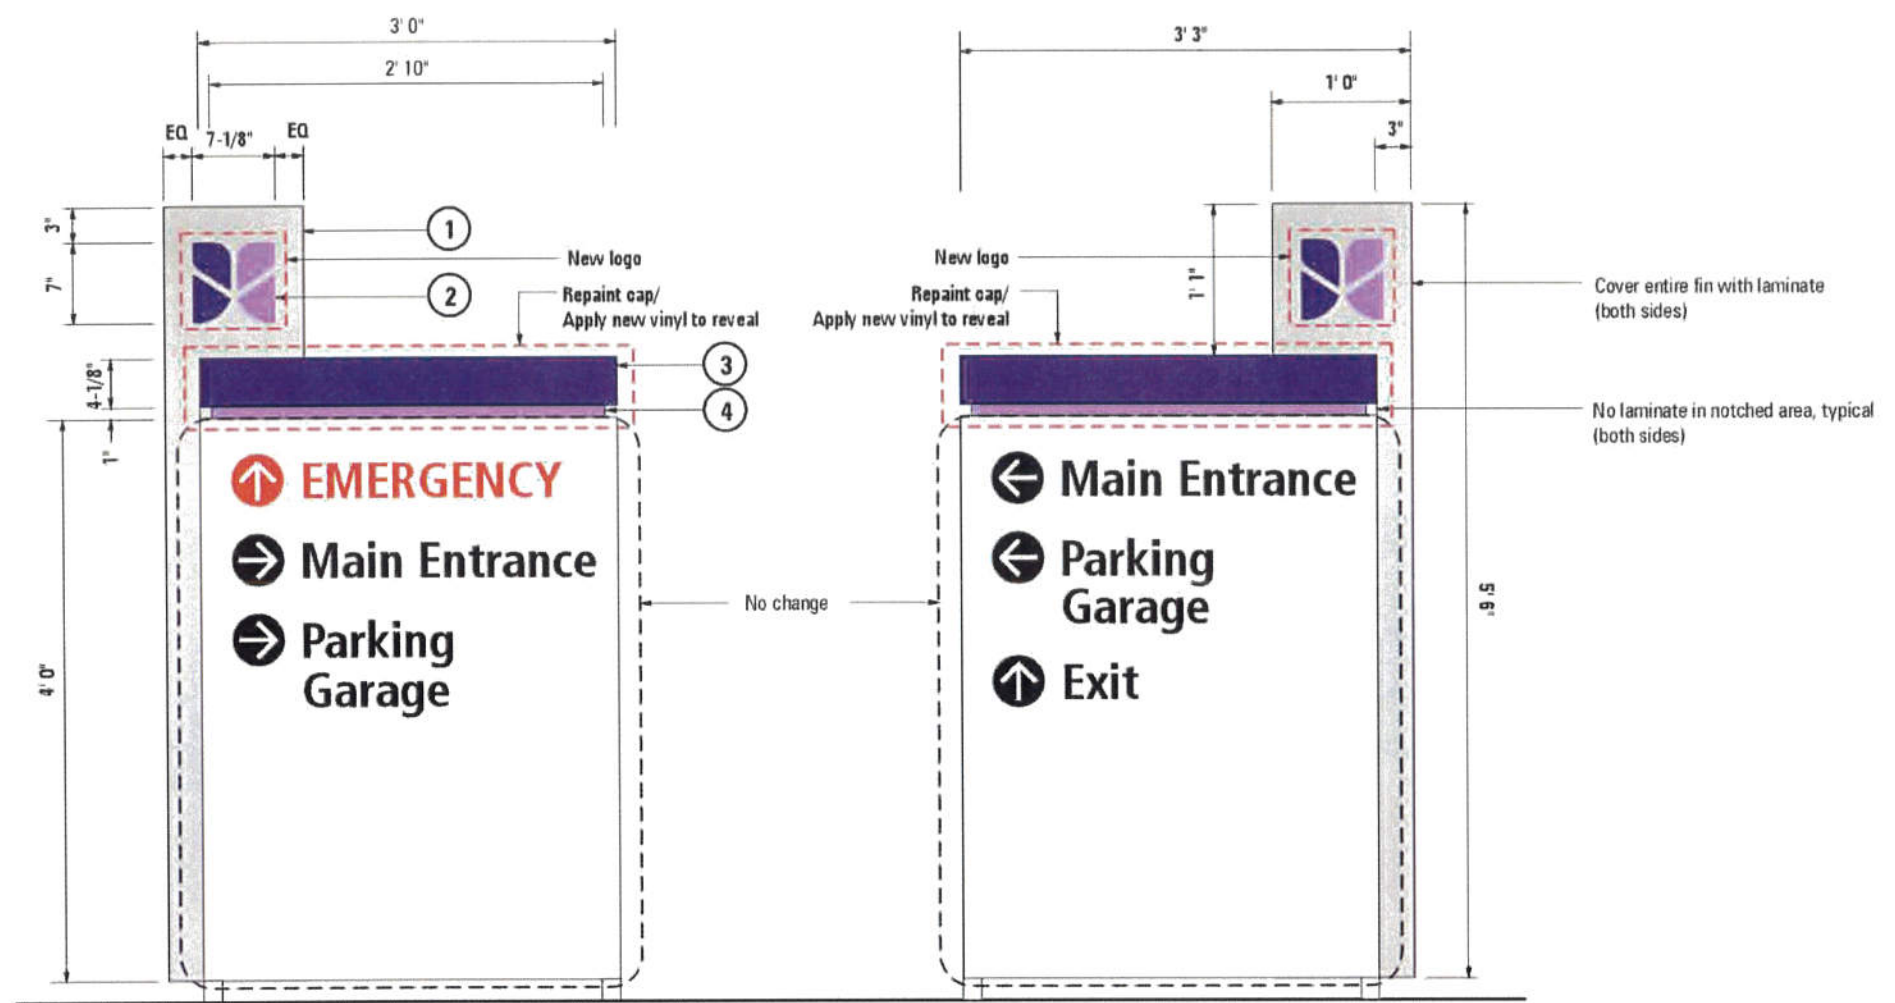 3' 0"
2' 10"
EQ
7-1/8"
EQ
3"
7"
4-1/8"
1"
4' 0"
1
2
3
4
New logo
Repaint cap/
Apply new vinyl to reveal
EMERGENCY
Main Entrance
Parking
Garage
No change
3' 3"
1' 0"
3"
1' 1"
5' 6"
New logo
Repaint cap/
Apply new vinyl to reveal
Main Entrance
Parking
Garage
Exit
Cover entire fin with laminate
(both sides)
No laminate in notched area, typical
(both sides)